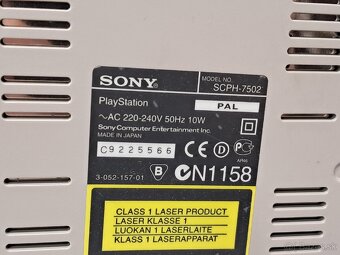 SONY
MODEL NO.
SCPH-7502
PlayStation
PAL
~AC 220-240V 50Hz 10W
Sony Computer Entertainment Inc.
MADE IN JAPAN
C9225566
CE D
3-052-157-01
B
N1158
CLASS 1 LASER PRODUCT
LASER KLASSE 1
LUOKAN 1 LASERLAITE
KLASS 1 LASERAPPARAT